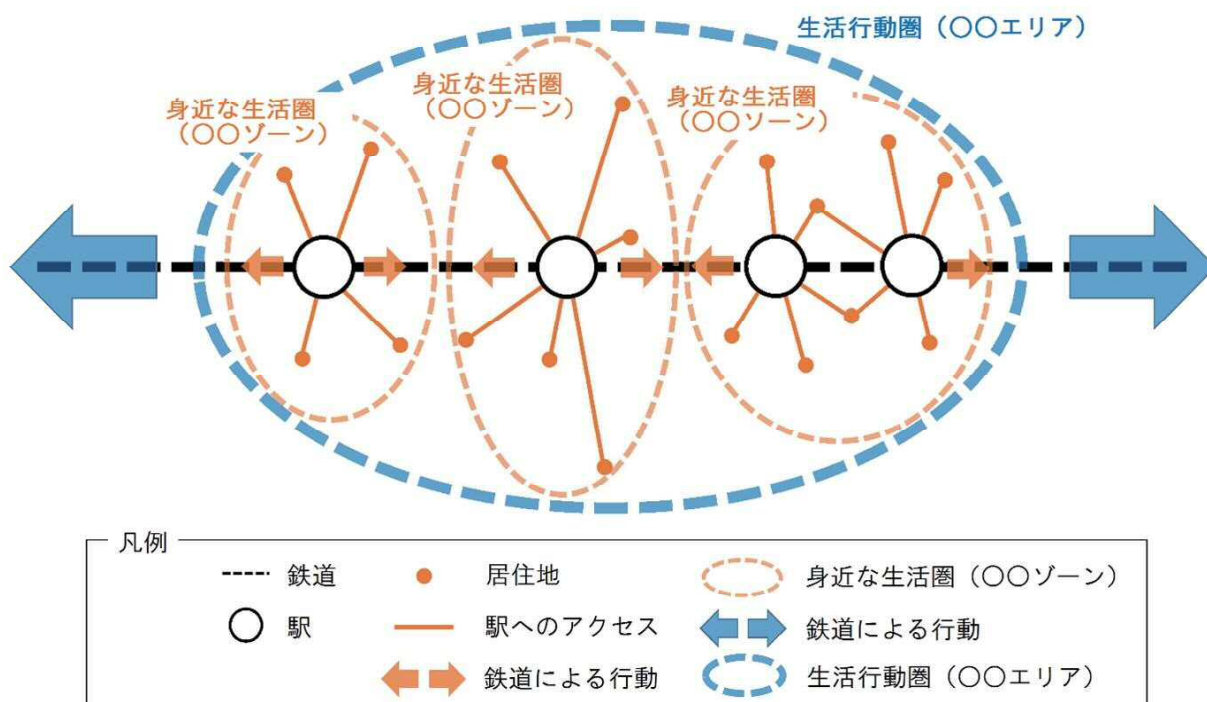 生活行動圏（〇〇エリア）
身近な生活圏
（〇〇ゾーン）
身近な生活圏
（〇〇ゾーン）
身近な生活圏
（〇〇ゾーン）
凡例
鉄道
居住地
身近な生活圏（〇〇ゾーン）
駅
駅へのアクセス
鉄道による行動
鉄道による行動
生活行動圏（〇〇エリア）